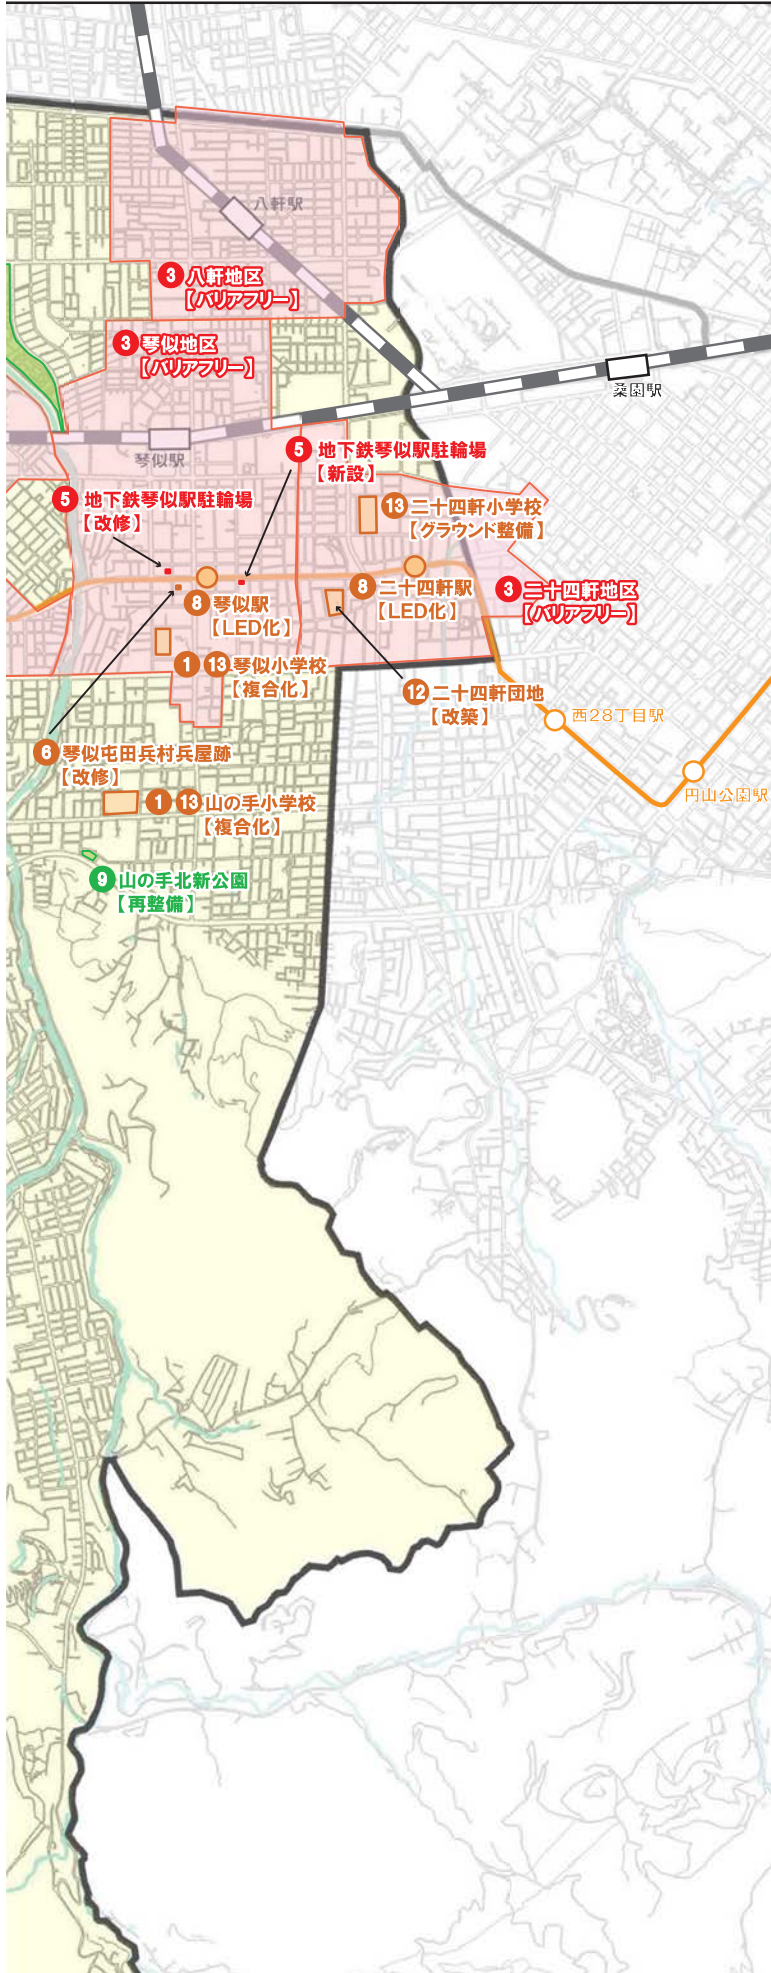 八軒駅
3 八軒地区
【バリアフリー】
3 琴似地区
【バリアフリー】
桑園駅
琴似駅
5 地下鉄琴似駅駐輪場
【新設】
5 地下鉄琴似駅駐輪場
【改修】
13 二十四軒小学校
【グラウンド整備】
8 琴似駅
【LED化】
8 二十四軒駅
【LED化】
3 二十四軒地区
【バリアフリー】
1 13 琴似小学校
【複合化】
12 二十四軒団地
【改築】
西28丁目駅
6 琴似屯田兵村兵屋跡
【改修】
円山公園駅
1 13 山の手小学校
【複合化】
9 山の手北新公園
【再整備】